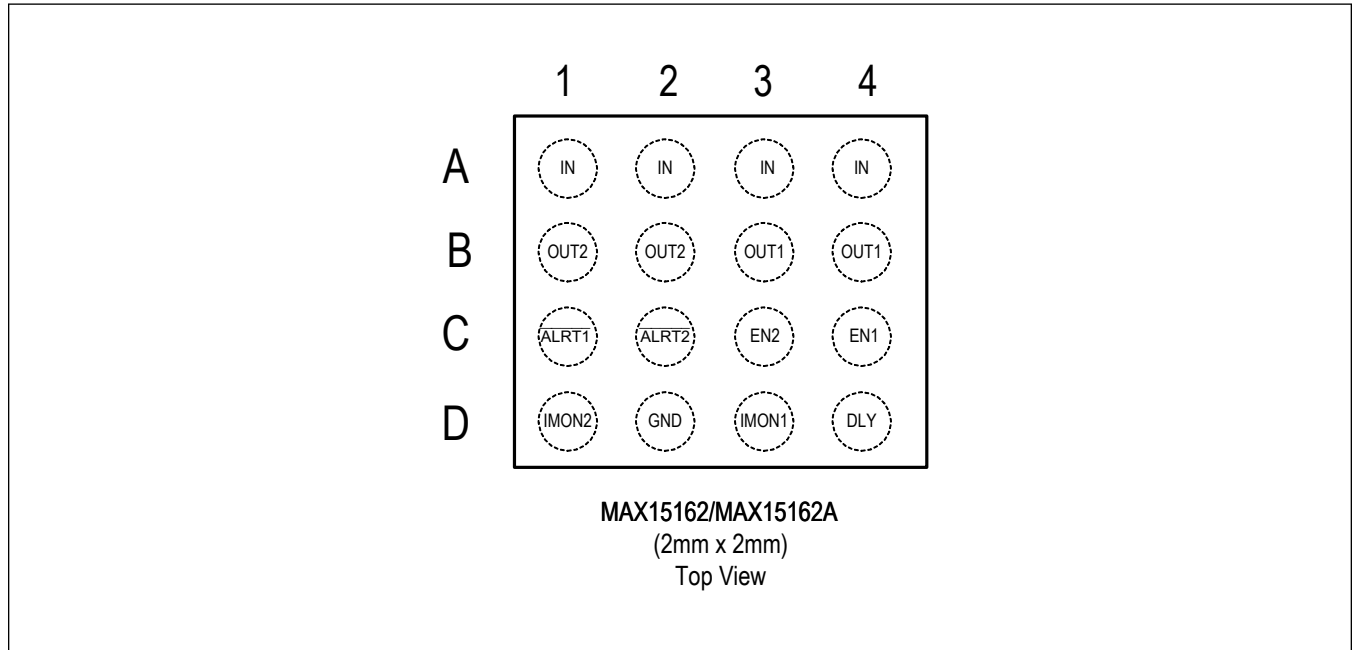 1 2 3 4
A IN IN IN IN
B OUT2 OUT2 OUT1 OUT1
C ALRT1 ALRT2 EN2 EN1
D IMON2 GND IMON1 DLY
MAX15162/MAX15162A
(2mm x 2mm)
Top View